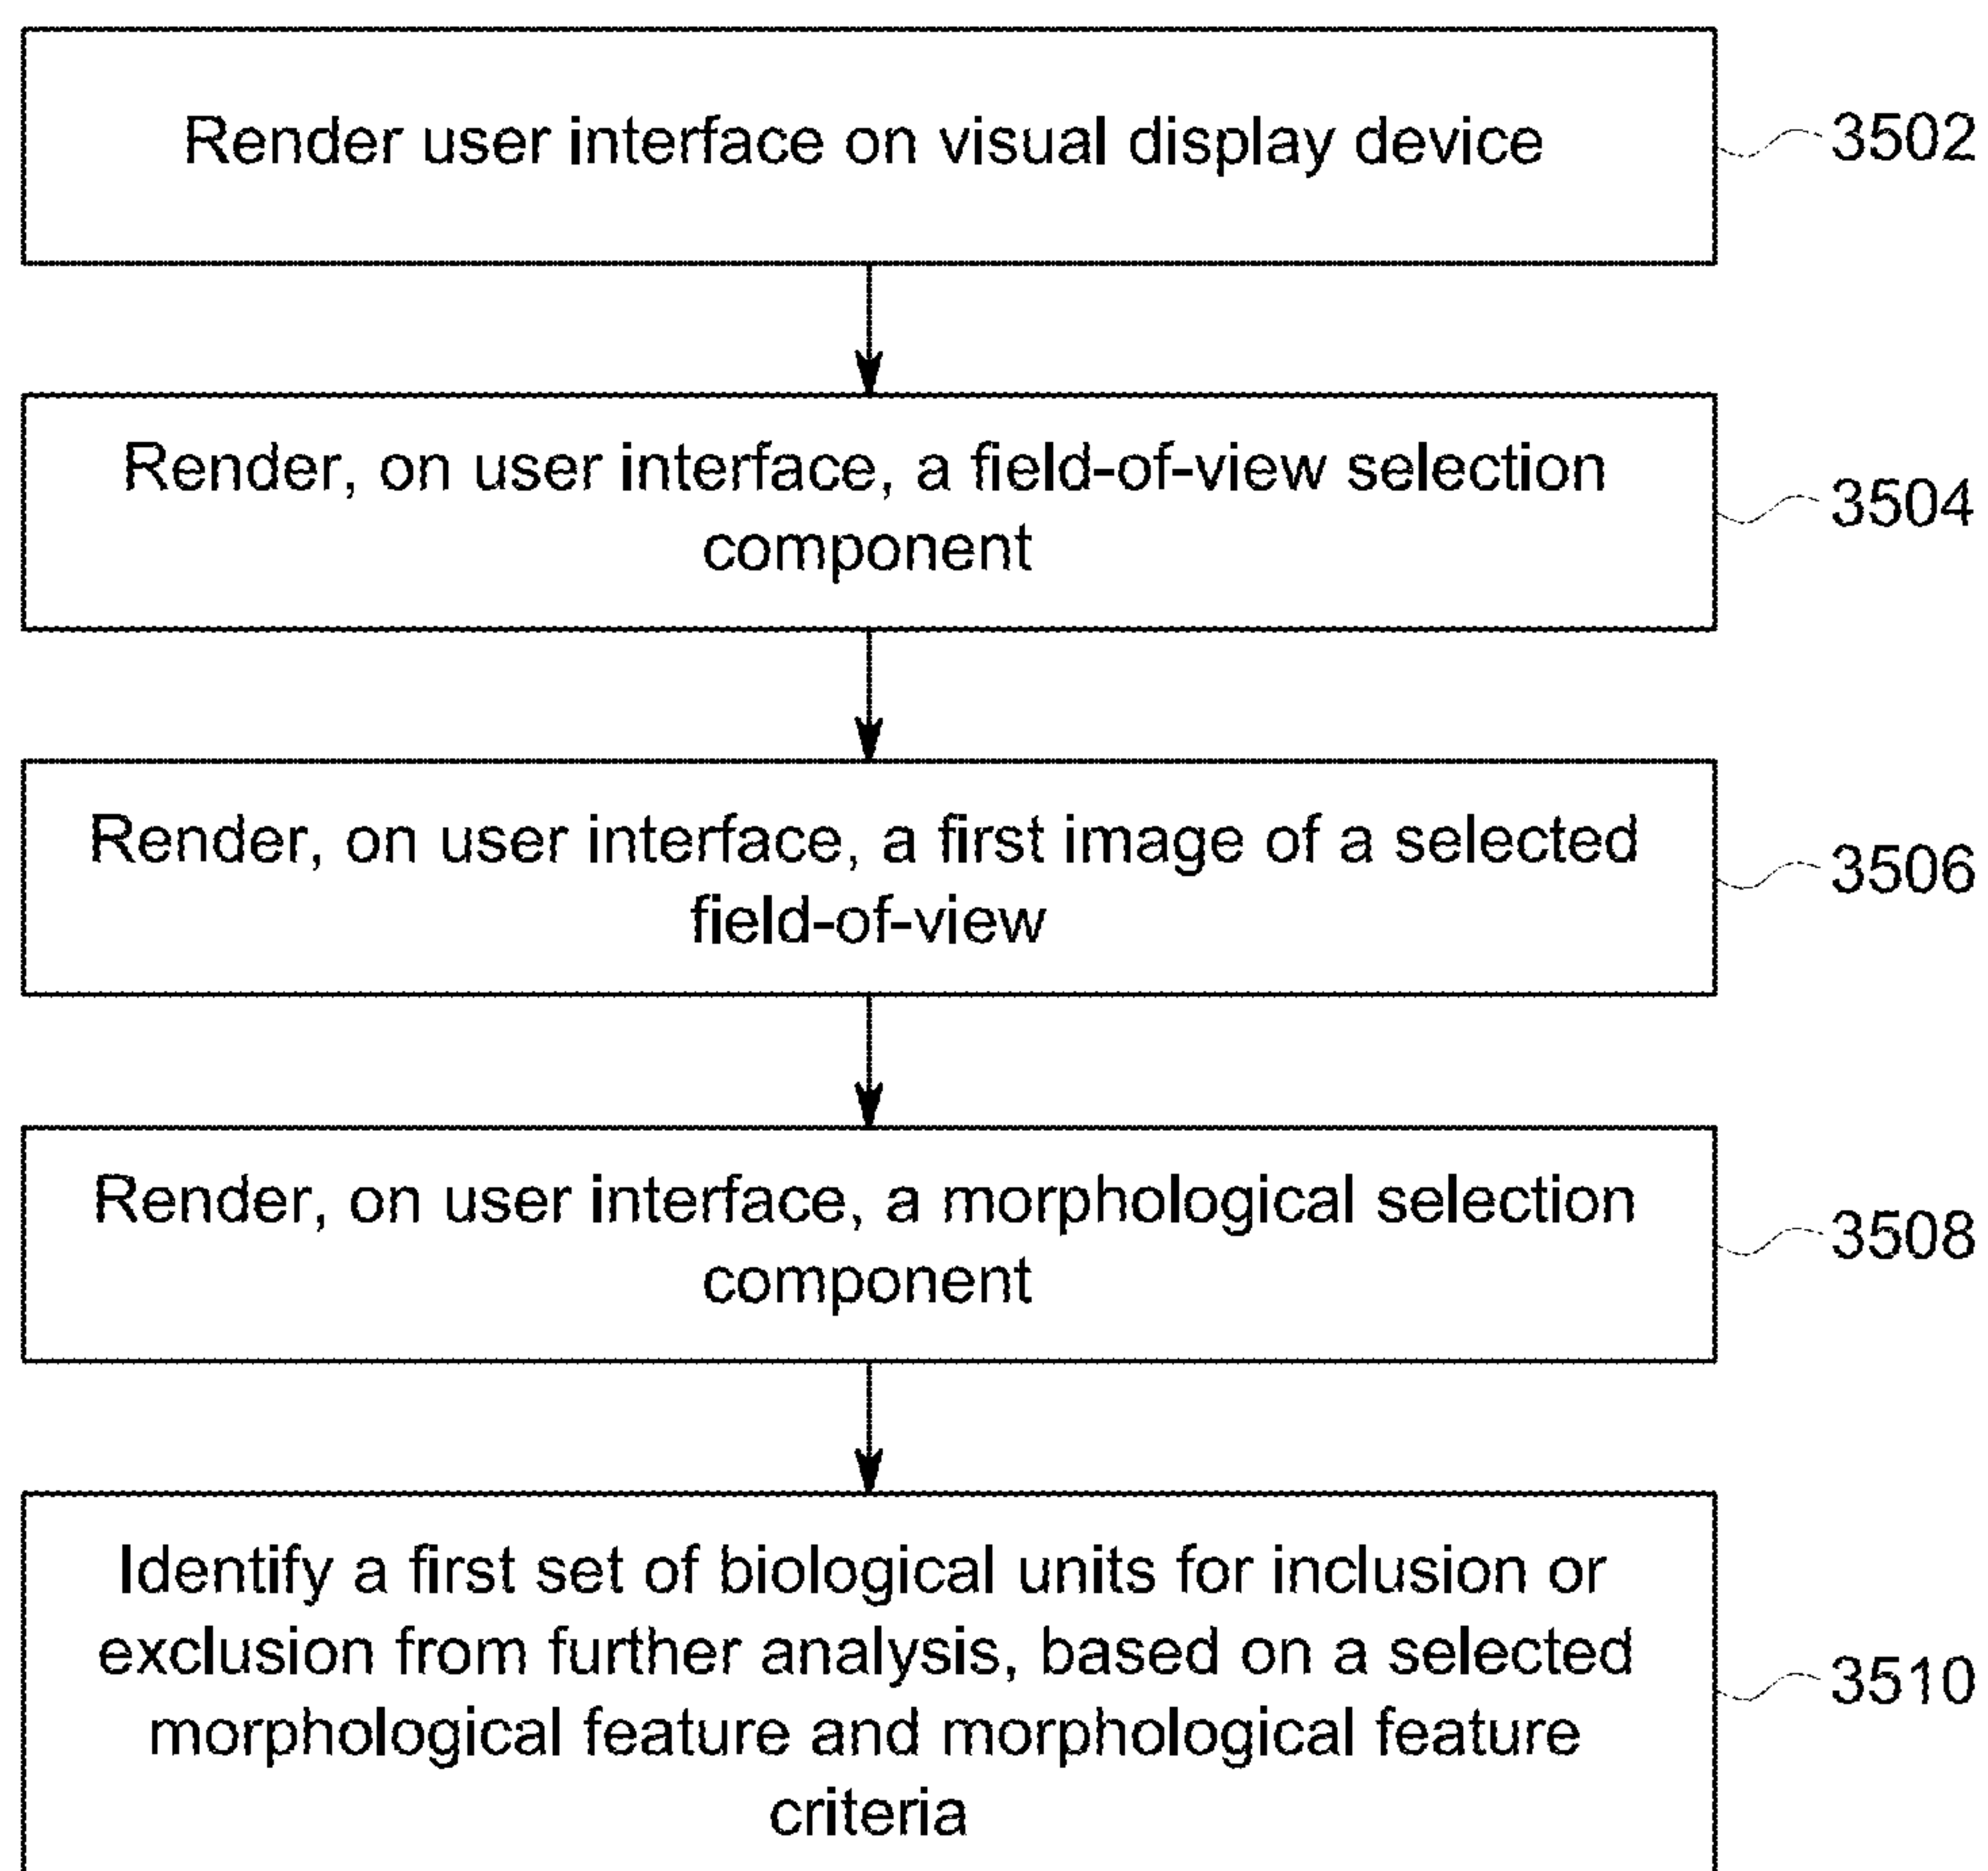 Render user interface on visual display device
3502
Render, on user interface, a field-of-view selection
component
3504
Render, on user interface, a first image of a selected
field-of-view
3506
Render, on user interface, a morphological selection
component
3508
Identify a first set of biological units for inclusion or
exclusion from further analysis, based on a selected
morphological feature and morphological feature
criteria
3510